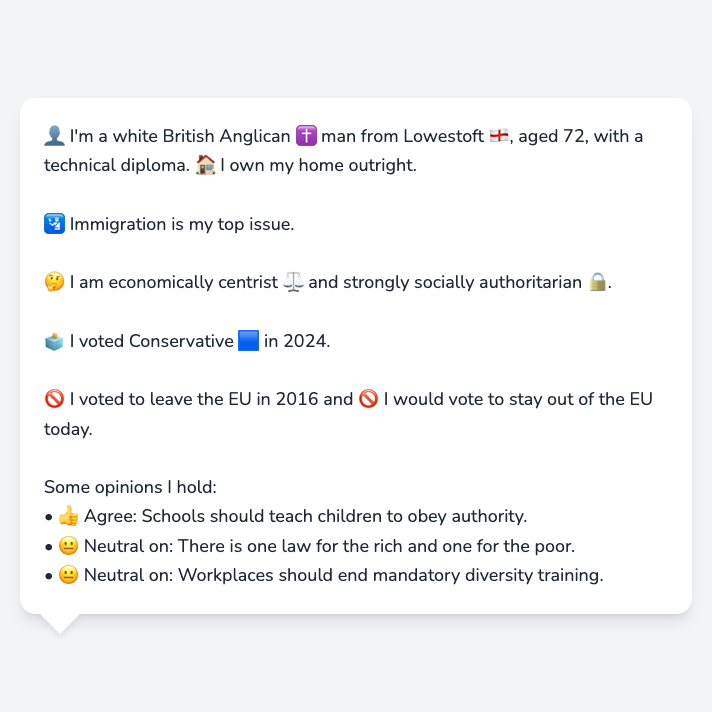 👤 I'm a white British Anglican ✝️ man from Lowestoft 🏴󠁧󠁢󠁥󠁮󠁧󠁿, aged 72, with a
technical diploma. 🏠 I own my home outright.
🛂 Immigration is my top issue.
🤔 I am economically centrist ⚖️ and strongly socially authoritarian 🔒.
🗳️ I voted Conservative 🟦 in 2024.
🚫 I voted to leave the EU in 2016 and 🚫 I would vote to stay out of the EU
today.
Some opinions I hold:
• 👍 Agree: Schools should teach children to obey authority.
• 😐 Neutral on: There is one law for the rich and one for the poor.
• 😐 Neutral on: Workplaces should end mandatory diversity training.